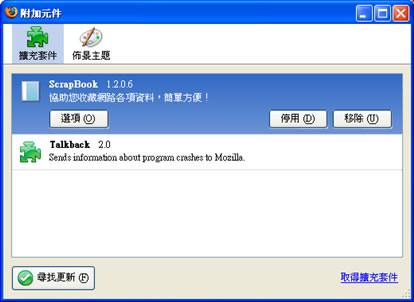 附加元件
擴充套件 佈景主題
ScrapBook 1.2.0.6
協助您收藏網路各項資料，簡單方便！
選項(O) 停用(D) 移除(U)
Talkback 2.0
Sends information about program crashes to Mozilla.
尋找更新(F) 取得擴充套件